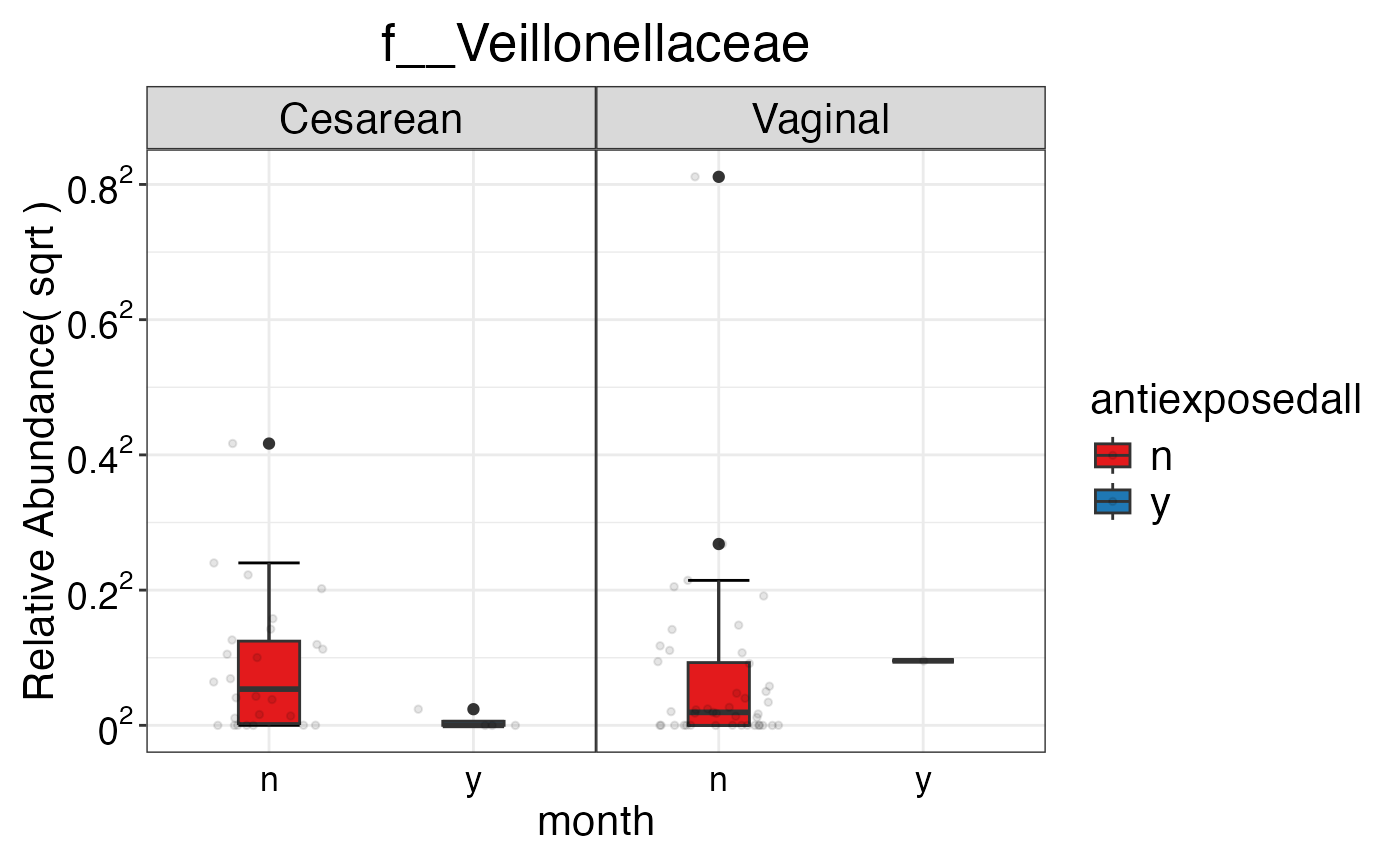 f__Veillonellaceae
Cesarean
Vaginal
Relative Abundance( sqrt )
0.8²
0.6²
0.4²
0.2²
0²
n
y
n
y
month
antiexposedall
n
y